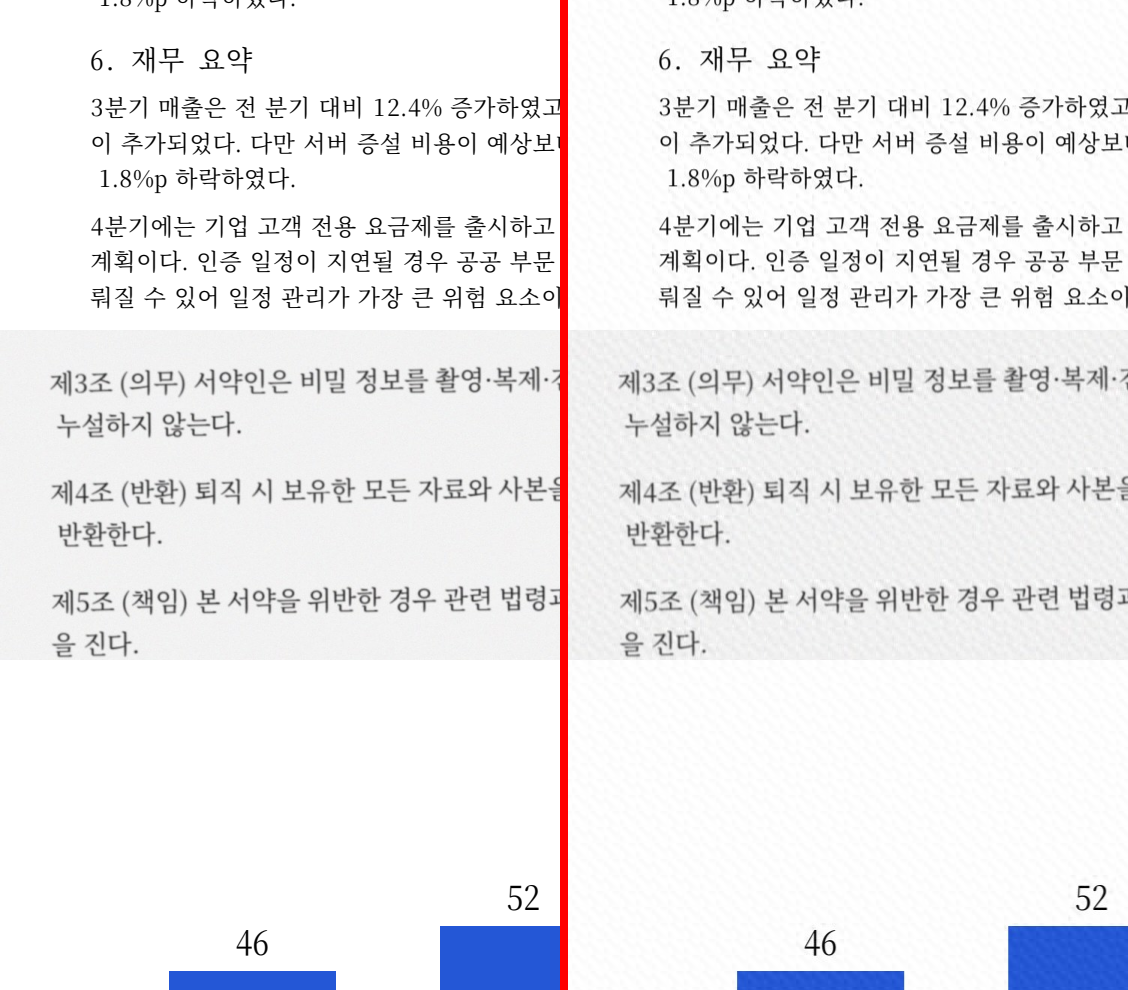 6. 재무 요약
3분기 매출은 전 분기 대비 12.4% 증가하였고
이 추가되었다. 다만 서버 증설 비용이
1.8%p 하락하였다.
4분기에는 기업 고객 전용 요금제를 출시하고
계획이다. 인증 일정이 지연될 경우 공공 부문
뤄질 수 있어 일정 관리가 가장 큰 위험
제3조 (의무) 서약인은 비밀 정보를 촬영·복제·
누설하지 않는다.
제4조 (반환) 퇴직 시 보유한 모든 자료와 사본을
반환한다.
제5조 (책임) 본 서약을 위반한 경우 관련
을 진다.
52
46
6. 재무 요약
3분기 매출은 전 분기 대비 12.4% 증가하였고
이 추가되었다. 다만 서버 증설 비용이
1.8%p 하락하였다.
4분기에는 기업 고객 전용 요금제를 출시하고
계획이다. 인증 일정이 지연될 경우 공공 부문
뤄질 수 있어 일정 관리가 가장 큰 위험
제3조 (의무) 서약인은 비밀 정보를 촬영·복제·
누설하지 않는다.
제4조 (반환) 퇴직 시 보유한 모든 자료와 사본을
반환한다.
제5조 (책임) 본 서약을 위반한 경우 관련
을 진다.
52
46